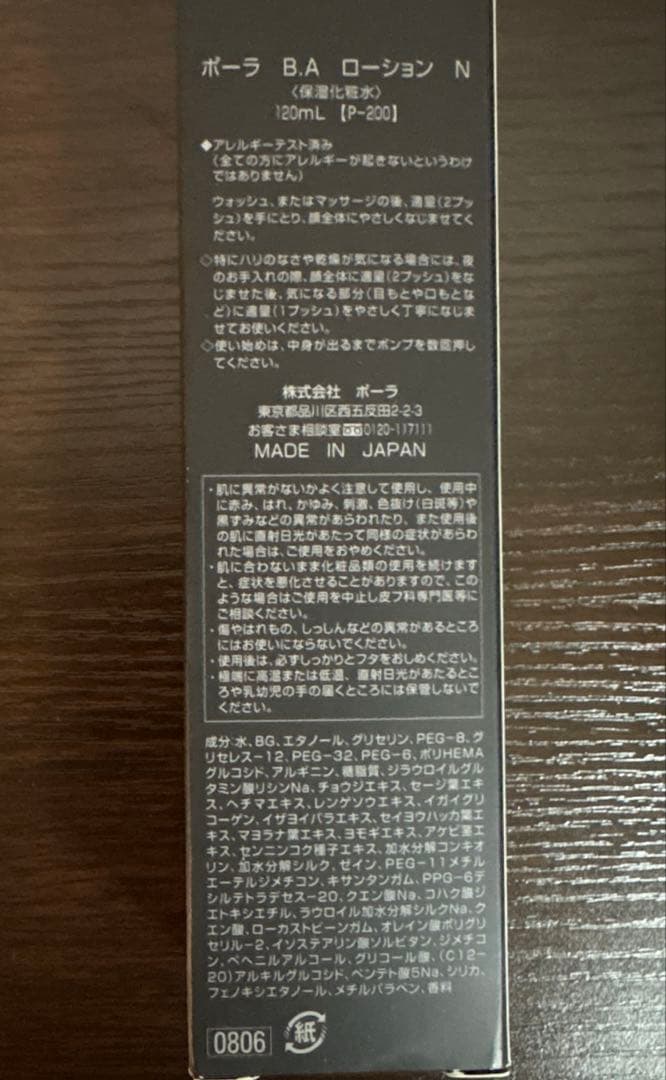 ポーラ B.A ローション N
〈保湿化粧水〉
120mL 【P-200】
◆アレルギーテスト済み
(全ての方にアレルギーが起きないというわけ
ではありません)
ウォッシュ、またはマッサージの後、適量(2プッ
シュ)を手にとり、顔全体にやさしくなじませてく
ださい。
◇特にハリのなさや乾燥が気になる場合には、夜
のお手入れの際、顔全体に適量(2プッシュ)をな
じませた後、気になる部分(目もとや口もとな
ど)に適量(1プッシュ)をやさしく丁寧になじま
せてお使いください。
◇使い始めは、中身が出るまでポンプを数回押し
てください。
株式会社 ポーラ
東京都品川区西五反田2-2-3
お客さま相談室 0120-117111
MADE IN JAPAN
・肌に異常がないかよく注意して使用し、使用中
に赤み、はれ、かゆみ、刺激、色抜け(白斑等)や
黒ずみなどの異常があらわれたり、また使用後
の肌に直射日光があたって同様の症状があらわ
れた場合は、ご使用をおやめください。
・肌に合わないまま化粧品類の使用を続けます
と、症状を悪化させることがありますので、この
ような場合はご使用を中止し皮フ科専門医等に
ご相談ください。
・傷やはれもの、しっしんなどの異常があるところ
にはお使いにならないでください。
・使用後は、必ずしっかりとフタをおしめください。
・極端に高温または低温、直射日光があたるとこ
ろや乳幼児の手の届くところには保管しないで
ください。
成分:水、BG、エタノール、グリセリン、PEG-8、グ
リセレス-12、PEG-32、PEG-6、ポリHEMA
グルコシド、アルギニン、糖脂質、ジラウロイルグル
タミン酸リシンNa、チョウジエキス、セージ葉エキ
ス、ヘチマエキス、レンゲソウエキス、イガイグリ
コーゲン、イザヨイバラエキス、セイヨウハッカ葉エ
キス、マヨラナ葉エキス、ヨモギエキス、アケビ茎エ
キス、センニンコク種子エキス、加水分解コンキオ
リン、加水分解シルク、ゼイン、PEG-11メチル
エーテルジメチコン、キサンタンガム、PPG-6デ
シルテトラデセス-20、クエン酸Na、コハク酸ジ
エトキシエチル、ラウロイル加水分解シルクNa、ク
エン酸、ローカストビーンガム、オレイン酸ポリグリ
セリル-2、イソステアリン酸ソルビタン、ジメチコ
ン、ベヘニルアルコール、グリコール酸、(C12-
20)アルキルグルコシド、ペンテト酸5Na、シリカ、
フェノキシエタノール、メチルパラベン、香料
0806 紙